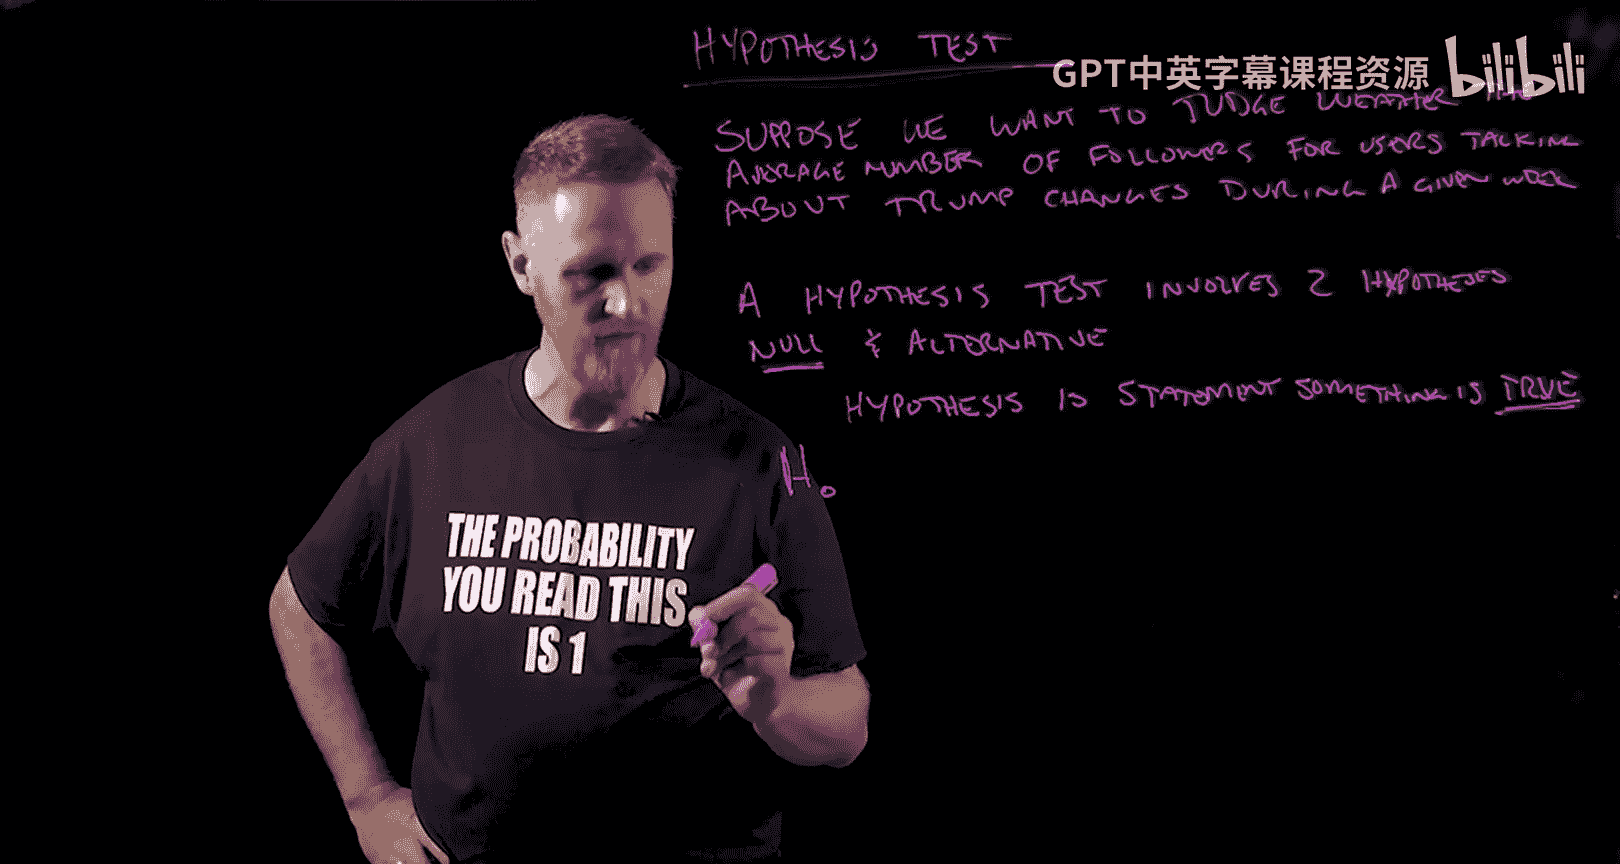 HYPOTHESIS TEST
GPT中英字幕课程资源 bilibili
SUPPOSE WE WANT TO JUDGE WEATHER THE
AVERAGE NUMBER OF FOLLOWERS FOR USERS TALKING
ABOUT TRUMP CHANGES DURING A GIVEN WEEK
A HYPOTHESIS TEST INVOLVES 2 HYPOTHESES
NULL & ALTERNATIVE
HYPOTHESIS IS STATEMENT SOMETHING IS TRUE
H₀
THE PROBABILITY
YOU READ THIS
IS 1